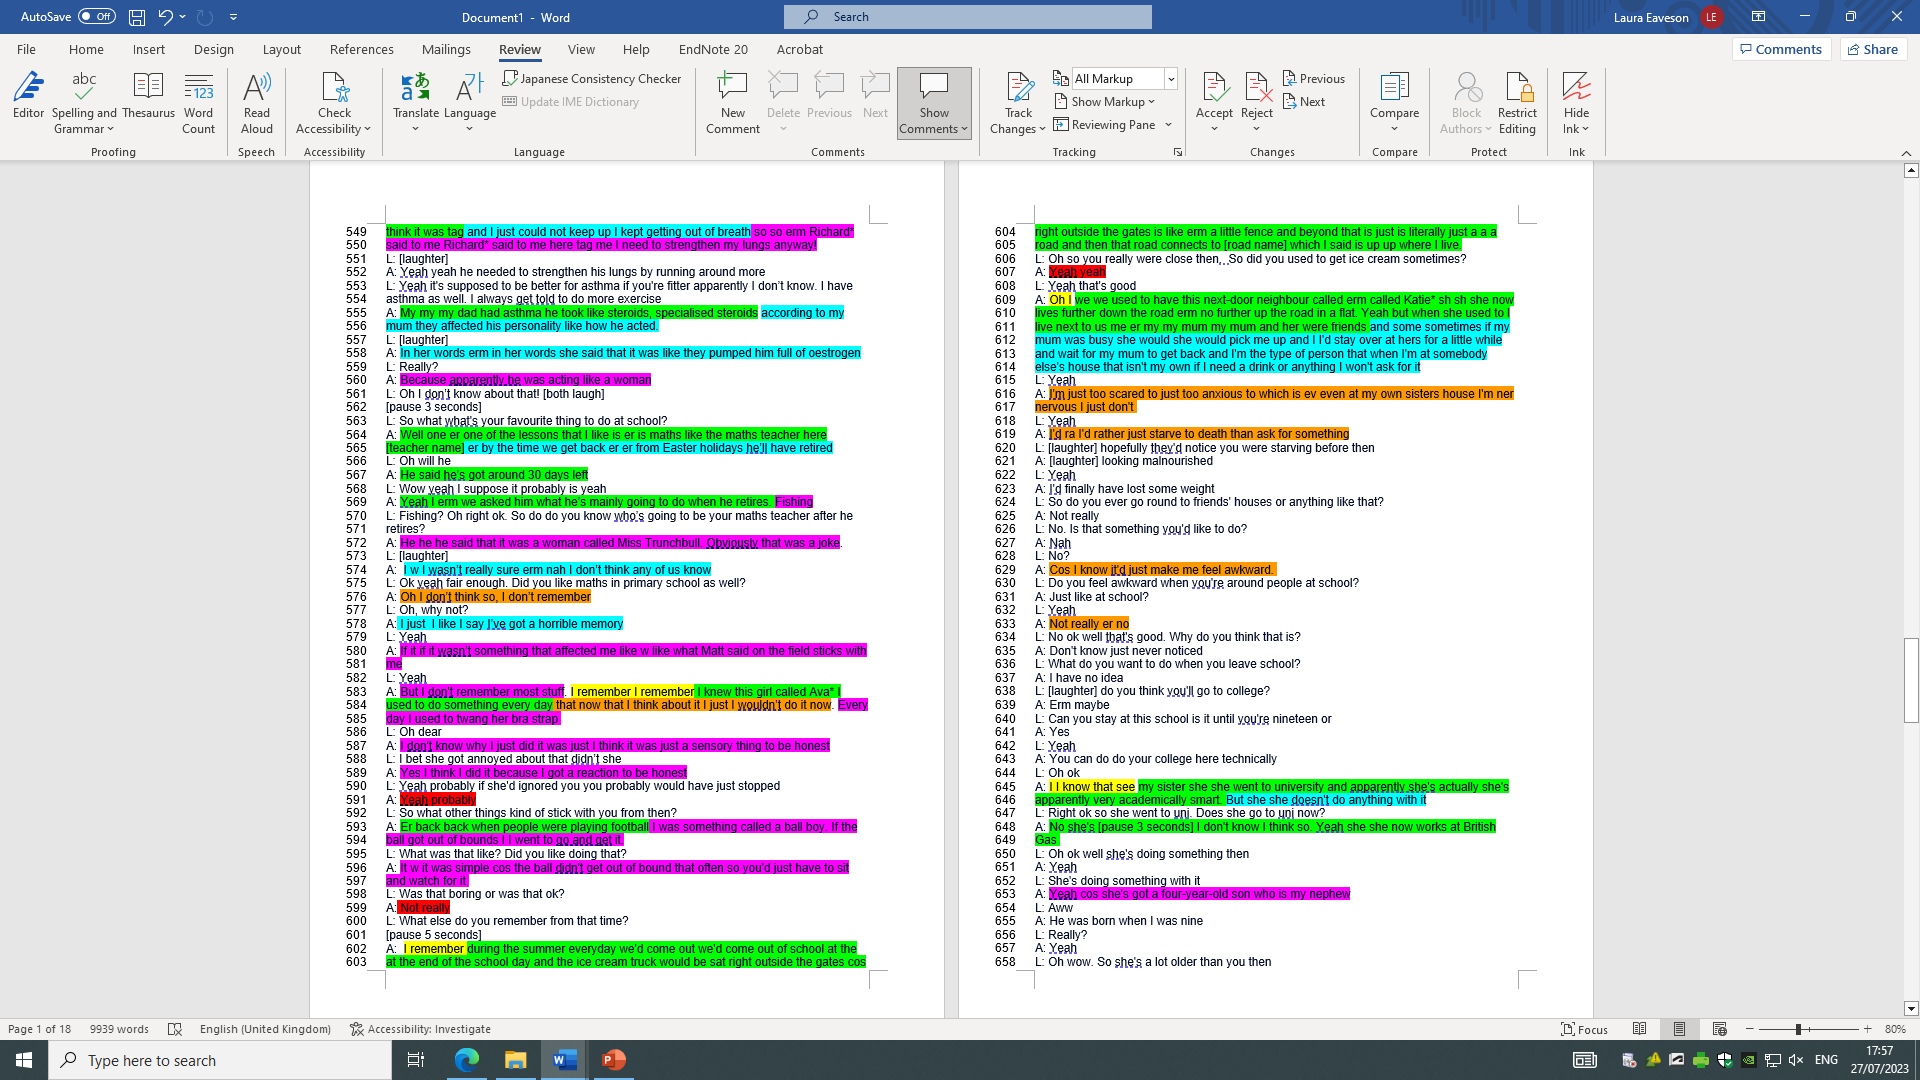 AutoSave Off
Document1 - Word
Search
Laura Eaveson LE
File Home Insert Design Layout References Mailings Review View Help EndNote 20 Acrobat Comments Share
Editor
Spelling and Grammar
Thesaurus
Word Count
Proofing
Read Aloud
Speech
Check Accessibility
Accessibility
Translate
Language
Japanese Consistency Checker
Update IME Dictionary
Language
New Comment
Delete
Previous
Next
Show Comments
Comments
Track Changes
All Markup
Show Markup
Reviewing Pane
Tracking
Accept
Reject
Previous
Next
Changes
Compare
Compare
Block Authors
Restrict Editing
Protect
Hide Ink
Ink
549 think it was tag and I just could not keep up I kept getting out of breath so so erm Richard*
550 said to me Richard* said to me here tag me I need to strengthen my lungs anyway!
551 L: [laughter]
552 A: Yeah yeah he needed to strengthen his lungs by running around more
553 L: Yeah it's supposed to be better for asthma if you're fitter apparently I don't know. I have
554 asthma as well. I always get told to do more exercise
555 A: My my my dad had asthma he took like steroids, specialised steroids according to my
556 mum they affected his personality like how he acted.
557 L: [laughter]
558 A: In her words erm in her words she said that it was like they pumped him full of oestrogen
559 L: Really?
560 A: Because apparently he was acting like a woman
561 L: Oh I don't know about that! [both laugh]
562 [pause 3 seconds]
563 L: So what what's your favourite thing to do at school?
564 A: Well one er one of the lessons that I like is er is maths like the maths teacher here
565 [teacher name] er by the time we get back er er from Easter holidays he'll have retired
566 L: Oh will he
567 A: He said he's got around 30 days left
568 L: Wow yeah I suppose it probably is yeah
569 A: Yeah I erm we asked him what he's mainly going to do when he retires. Fishing
570 L: Fishing? Oh right ok. So do do you know who's going to be your maths teacher after he
571 retires?
572 A: He he he said that it was a woman called Miss Trunchbull. Obviously that was a joke.
573 L: [laughter]
574 A: I w I wasn't really sure erm nah I don't think any of us know
575 L: Ok yeah fair enough. Did you like maths in primary school as well?
576 A: Oh I don't think so, I don't remember
577 L: Oh, why not?
578 A: I just I like I say I've got a horrible memory
579 L: Yeah
580 A: If it if it wasn't something that affected me like w like what Matt said on the field sticks with
581 me
582 L: Yeah
583 A: But I don't remember most stuff. I remember I remember I knew this girl called Ava* I
584 used to do something every day that now that I think about it I just I wouldn't do it now. Every
585 day I used to twang her bra strap
586 L: Oh dear
587 A: I don't know why I just did it was just I think it was just a sensory thing to be honest
588 L: I bet she got annoyed about that didn't she
589 A: Yes I think I did it because I got a reaction to be honest
590 L: Yeah probably if she'd ignored you you probably would have just stopped
591 A: Yeah probably
592 L: So what other things kind of stick with you from then?
593 A: Er back back when people were playing football I was something called a ball boy. If the
594 ball got out of bounds I I went to go and get it.
595 L: What was that like? Did you like doing that?
596 A: It w it was simple cos the ball didn't get out of bound that often so you'd just have to sit
597 and watch for it
598 L: Was that boring or was that ok?
599 A: Not really
600 L: What else do you remember from that time?
601 [pause 5 seconds]
602 A: I remember during the summer everyday we'd come out we'd come out of school at the
603 at the end of the school day and the ice cream truck would be sat right outside the gates cos
604 right outside the gates is like erm a little fence and beyond that is just is literally just a a a
605 road and then that road connects to [road name] which I said is up up where I live.
606 L: Oh so you really were close then, So did you used to get ice cream sometimes?
607 A: Yeah yeah
608 L: Yeah that's good
609 A: Oh I we we used to have this next-door neighbour called erm called Katie* sh sh she now
610 lives further down the road erm no further up the road in a flat. Yeah but when she used to I
611 live next to us me er my my mum my mum and her were friends and some sometimes if my
612 mum was busy she would she would pick me up and I I'd stay over at hers for a little while
613 and wait for my mum to get back and I'm the type of person that when I'm at somebody
614 else's house that isn't my own if I need a drink or anything I won't ask for it
615 L: Yeah
616 A: I'm just too scared to just too anxious to which is ev even at my own sisters house I'm ner
617 nervous I just don't
618 L: Yeah
619 A: I'd ra I'd rather just starve to death than ask for something
620 L: [laughter] hopefully they'd notice you were starving before then
621 A: [laughter] looking malnourished
622 L: Yeah
623 A: I'd finally have lost some weight
624 L: So do you ever go round to friends' houses or anything like that?
625 A: Not really
626 L: No. Is that something you'd like to do?
627 A: Nah
628 L: No?
629 A: Cos I know it'd just make me feel awkward.
630 L: Do you feel awkward when you're around people at school?
631 A: Just like at school?
632 L: Yeah
633 A: Not really er no
634 L: No ok well that's good. Why do you think that is?
635 A: Don't know just never noticed
636 L: What do you want to do when you leave school?
637 A: I have no idea
638 L: [laughter] do you think you'll go to college?
639 A: Erm maybe
640 L: Can you stay at this school is it until you're nineteen or
641 A: Yes
642 L: Yeah
643 A: You can do do your college here technically
644 L: Oh ok
645 A: I I know that see my sister she she went to university and apparently she's actually she's
646 apparently very academically smart. But she she doesn't do anything with it
647 L: Right ok so she went to uni. Does she go to uni now?
648 A: No she's [pause 3 seconds] I don't know I think so. Yeah she she now works at British
649 Gas
650 L: Oh ok well she's doing something then
651 A: Yeah
652 L: She's doing something with it
653 A: Yeah cos she's got a four-year-old son who is my nephew
654 L: Aww
655 A: He was born when I was nine
656 L: Really?
657 A: Yeah
658 L: Oh wow. So she's a lot older than you then
Page 1 of 18 9939 words English (United Kingdom) Accessibility: Investigate Focus 80%
Type here to search
ENG
17:57
27/07/2023